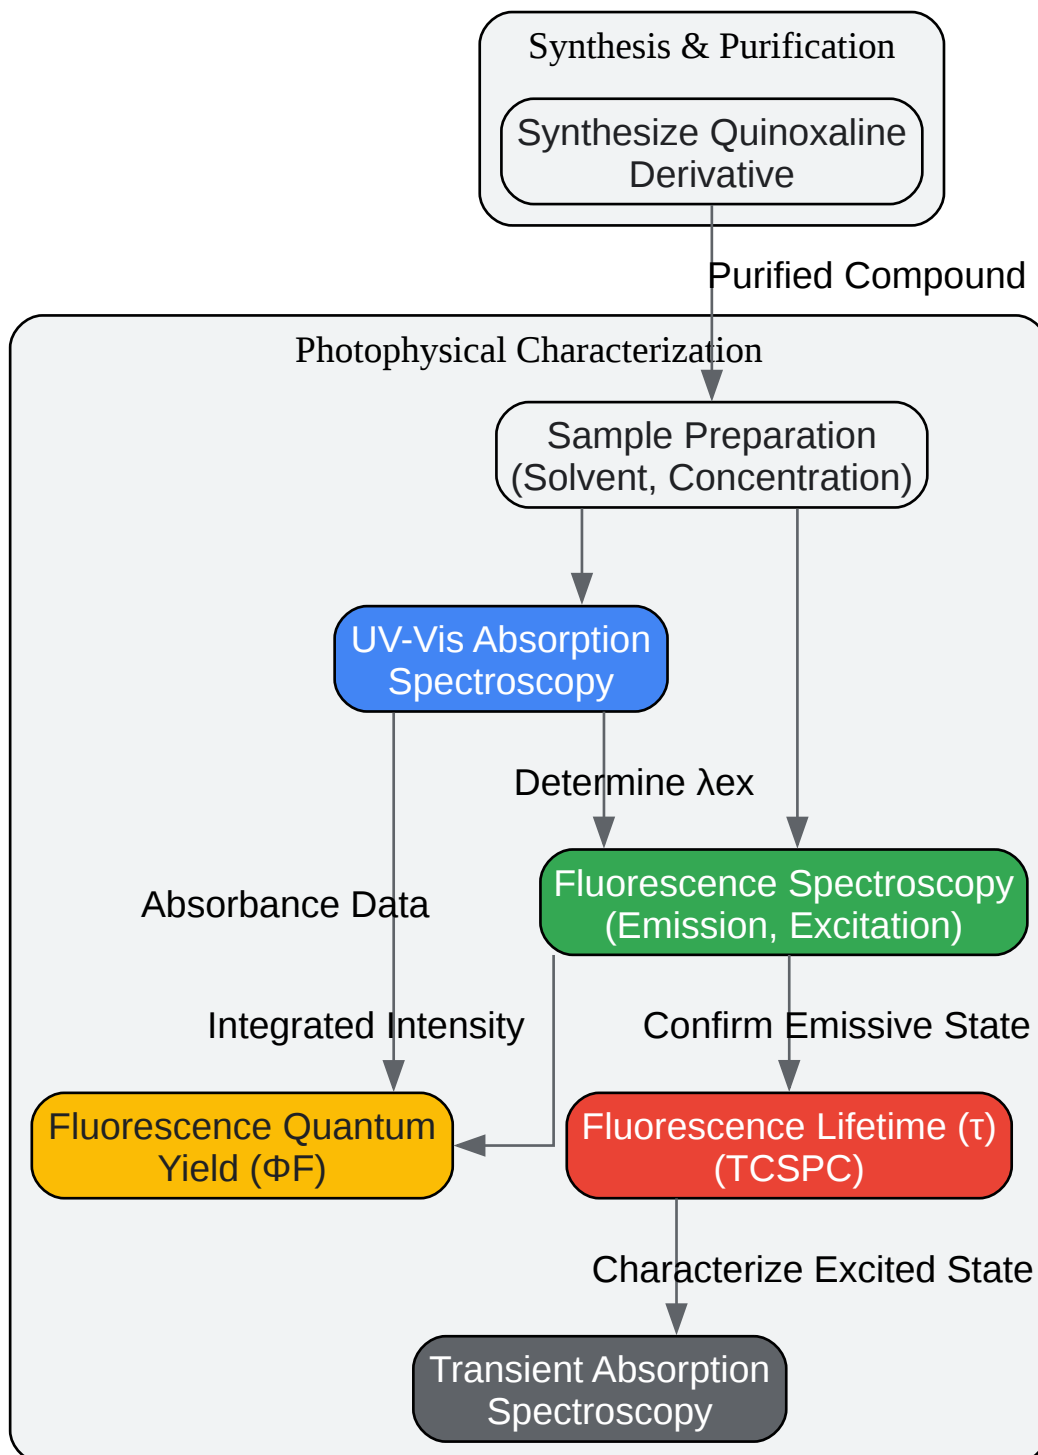 Synthesis & Purification
Synthesize Quinoxaline
Derivative
Purified Compound
Photophysical Characterization
Sample Preparation
(Solvent, Concentration)
UV-Vis Absorption
Spectroscopy
Determine λex
Fluorescence Spectroscopy
(Emission, Excitation)
Absorbance Data
Integrated Intensity
Confirm Emissive State
Fluorescence Quantum
Yield (ΦF)
Fluorescence Lifetime (τ)
(TCSPC)
Characterize Excited State
Transient Absorption
Spectroscopy